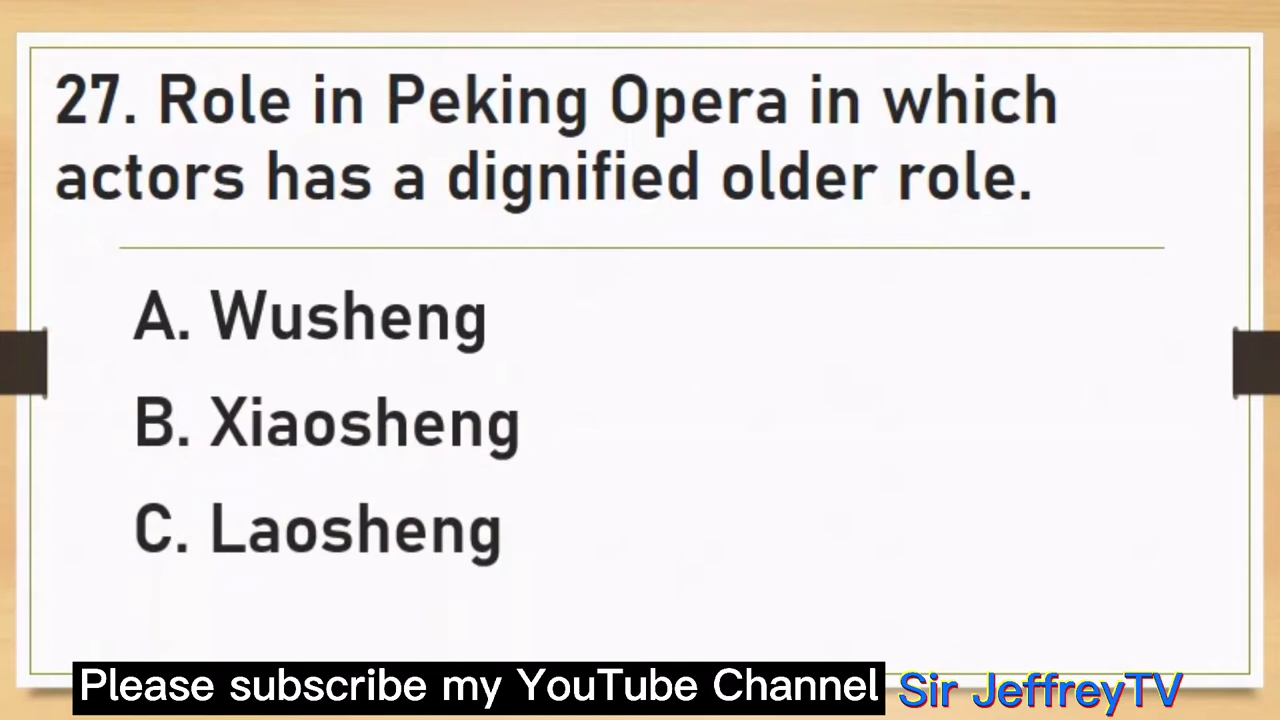 27. Role in Peking Opera in which
actors has a dignified older role.
A. Wusheng
B. Xiaosheng
C. Laosheng
Please subscribe my YouTube Channel Sir JeffreyTV